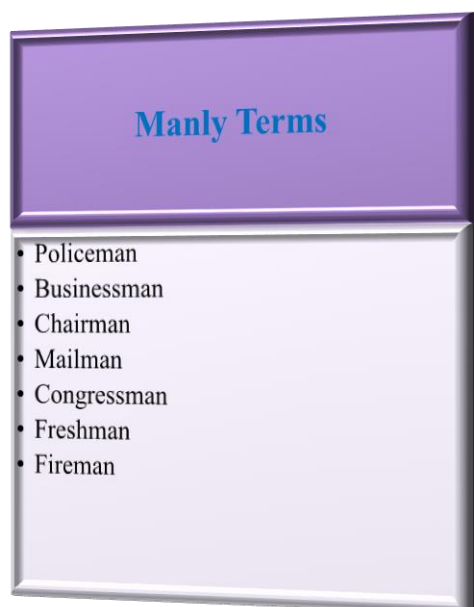 Manly Terms
• Policeman
• Businessman
• Chairman
• Mailman
• Congressman
• Freshman
• Fireman